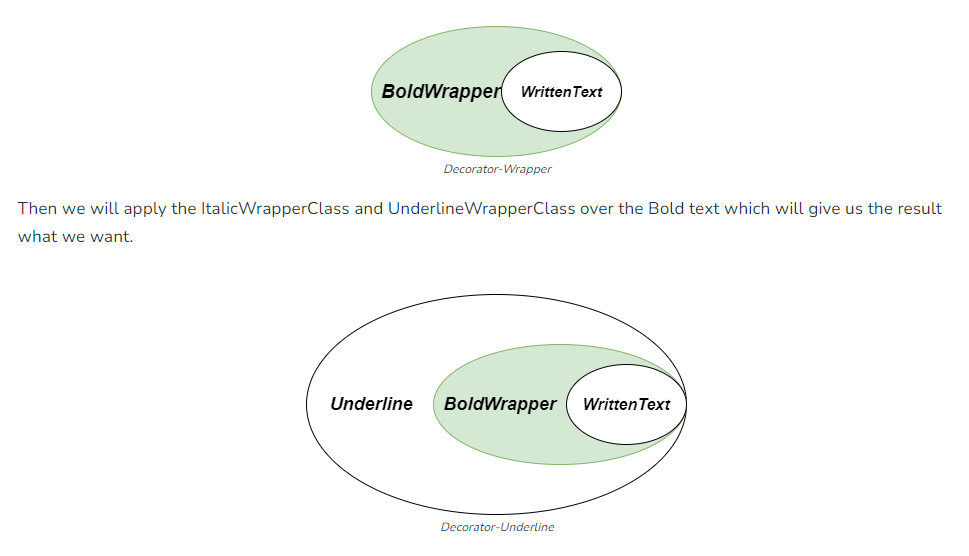 BoldWrapper WrittenText
Decorator-Wrapper
Then we will apply the ItalicWrapperClass and UnderlineWrapperClass over the Bold text which will give us the result
what we want.
Underline BoldWrapper WrittenText
Decorator-Underline